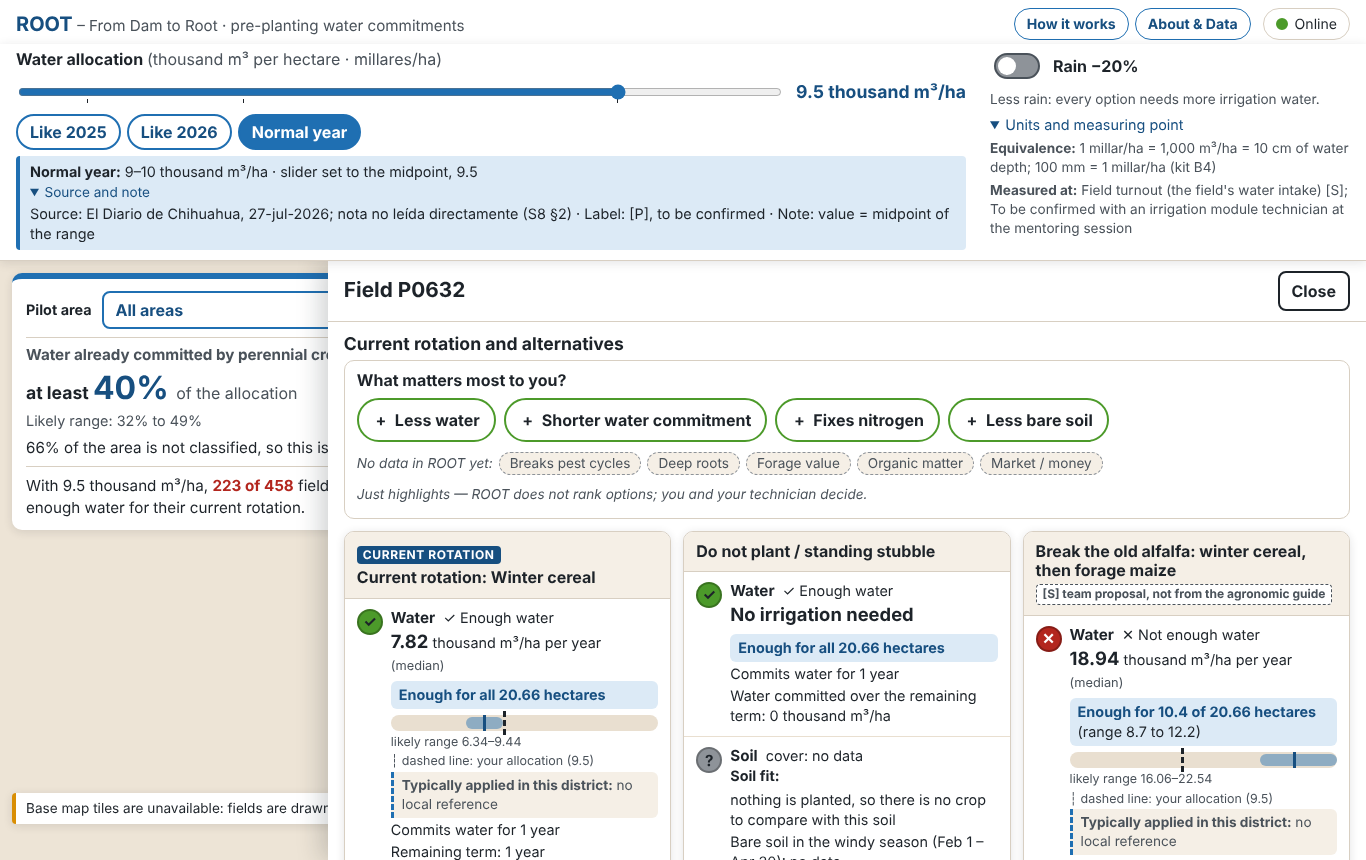 ROOT – From Dam to Root · pre-planting water commitments
How it works
About & Data
Online
Water allocation (thousand m³ per hectare · millares/ha)
9.5 thousand m³/ha
Like 2025
Like 2026
Normal year
Normal year: 9–10 thousand m³/ha · slider set to the midpoint, 9.5
▼ Source and note
Source: El Diario de Chihuahua, 27-jul-2026; nota no leída directamente (S8 §2) · Label: [P], to be confirmed · Note: value = midpoint of
the range
Rain −20%
Less rain: every option needs more irrigation water.
▼ Units and measuring point
Equivalence: 1 millar/ha = 1,000 m³/ha = 10 cm of water
depth; 100 mm = 1 millar/ha (kit B4)
Measured at: Field turnout (the field's water intake) [S];
To be confirmed with an irrigation module technician at
the mentoring session
Pilot area
All areas
Water already committed by perennial cr
at least 40% of the allocation
Likely range: 32% to 49%
66% of the area is not classified, so this is
With 9.5 thousand m³/ha, 223 of 458 field
enough water for their current rotation.
Base map tiles are unavailable: fields are drawn
Field P0632
Close
Current rotation and alternatives
What matters most to you?
+ Less water
+ Shorter water commitment
+ Fixes nitrogen
+ Less bare soil
No data in ROOT yet:
Breaks pest cycles
Deep roots
Forage value
Organic matter
Market / money
Just highlights — ROOT does not rank options; you and your technician decide.
CURRENT ROTATION
Current rotation: Winter cereal
Water ✓ Enough water
7.82 thousand m³/ha per year
(median)
Enough for all 20.66 hectares
likely range 6.34–9.44
dashed line: your allocation (9.5)
Typically applied in this district: no
local reference
Commits water for 1 year
Remaining term: 1 year
Do not plant / standing stubble
Water ✓ Enough water
No irrigation needed
Enough for all 20.66 hectares
Commits water for 1 year
Water committed over the remaining
term: 0 thousand m³/ha
? Soil cover: no data
Soil fit:
nothing is planted, so there is no crop
to compare with this soil
Bare soil in the windy season (Feb 1 –
Apr 30): no data
Break the old alfalfa: winter cereal,
then forage maize
[S] team proposal, not from the agronomic guide
Water ✕ Not enough water
18.94 thousand m³/ha per year
(median)
Enough for 10.4 of 20.66 hectares
(range 8.7 to 12.2)
likely range 16.06–22.54
dashed line: your allocation (9.5)
Typically applied in this district: no
local reference